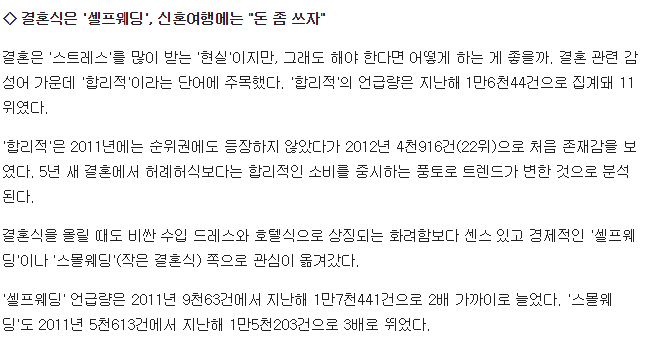 ◇ 결혼식은 '셀프웨딩', 신혼여행에는 "돈 좀 쓰자"
결혼은 '스트레스'를 많이 받는 '현실'이지만, 그래도 해야 한다면 어떻게 하는 게 좋을까. 결혼 관련 감
성어 가운데 '합리적'이라는 단어에 주목했다. '합리적'의 언급량은 지난해 1만6천44건으로 집계돼 11
위였다.
'합리적'은 2011년에는 순위권에도 등장하지 않았다가 2012년 4천916건(22위)으로 처음 존재감을 보
였다. 5년 새 결혼에서 허례허식보다는 합리적인 소비를 중시하는 풍토로 트렌드가 변한 것으로 분석
된다.
결혼식을 올릴 때도 비싼 수입 드레스와 호텔식으로 상징되는 화려함보다 센스 있고 경제적인 '셀프웨
딩'이나 '스몰웨딩'(작은 결혼식) 쪽으로 관심이 옮겨갔다.
'셀프웨딩' 언급량은 2011년 9천63건에서 지난해 1만7천441건으로 2배 가까이로 늘었다. '스몰웨
딩'도 2011년 5천613건에서 지난해 1만5천203건으로 3배로 뛰었다.